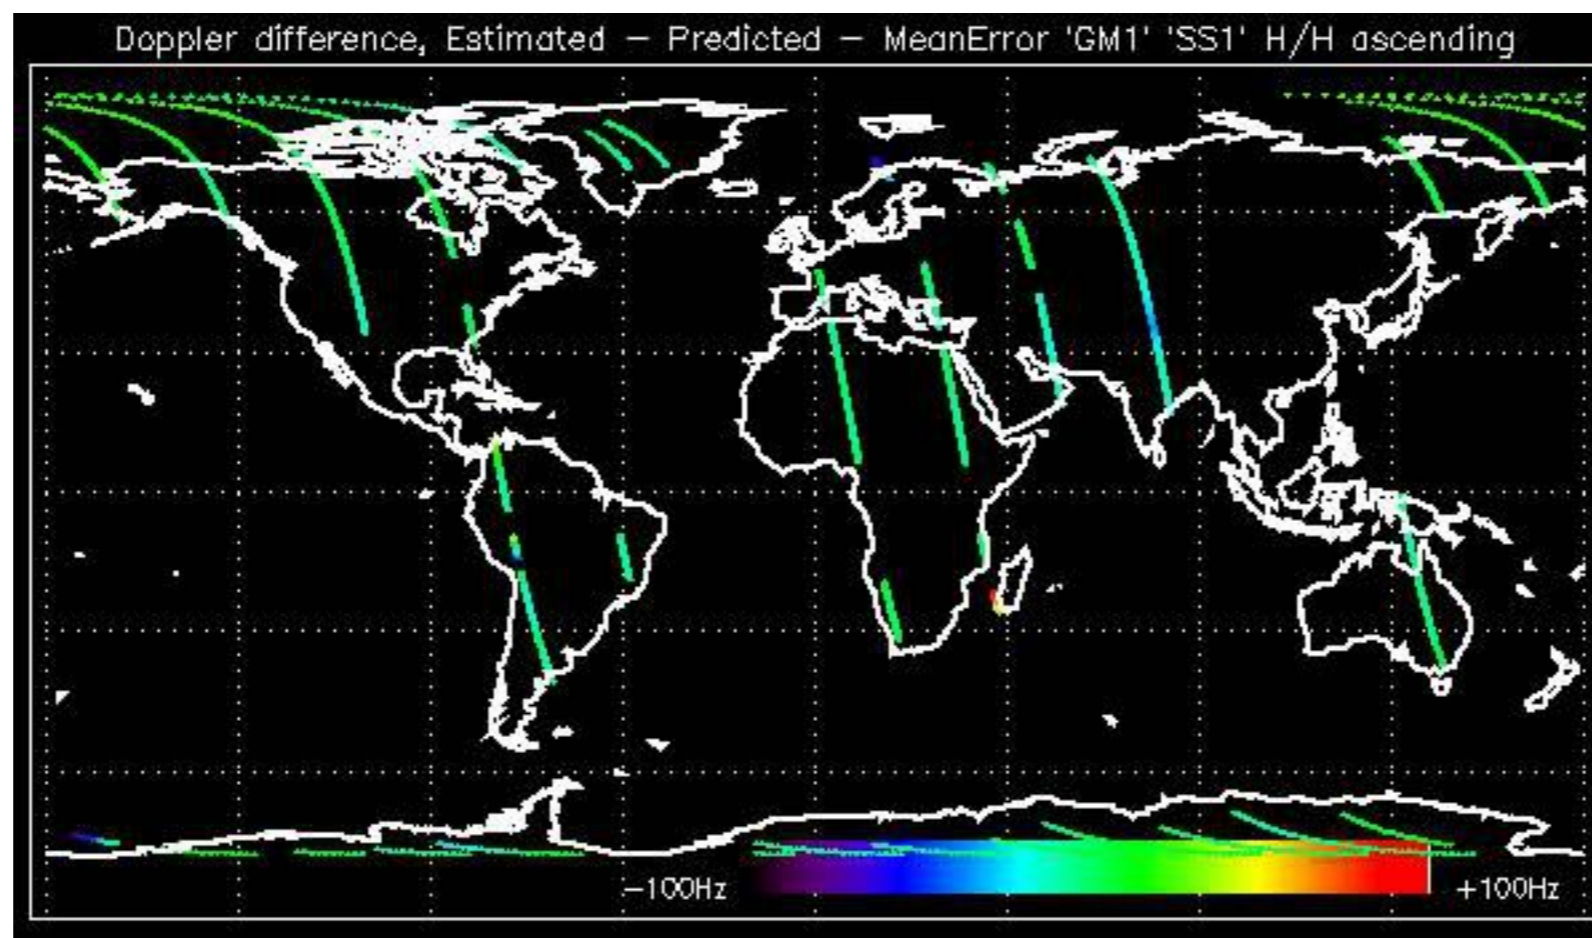 Doppler difference, Estimated – Predicted – MeanError 'GM1' 'SS1' H/H ascending
–100Hz +100Hz